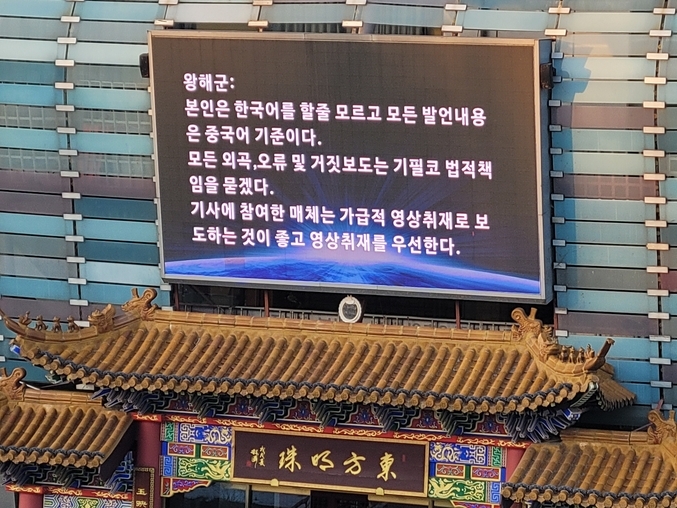 왕해군:
본인은 한국어를 할줄 모르고 모든 발언내용
은 중국어 기준이다.
모든 외곡,오류 및 거짓보도는 기필코 법적책
임을 묻겠다.
기사에 참여한 매체는 가급적 영상취재로 보
도하는 것이 좋고 영상취재를 우선한다.
東方明珠